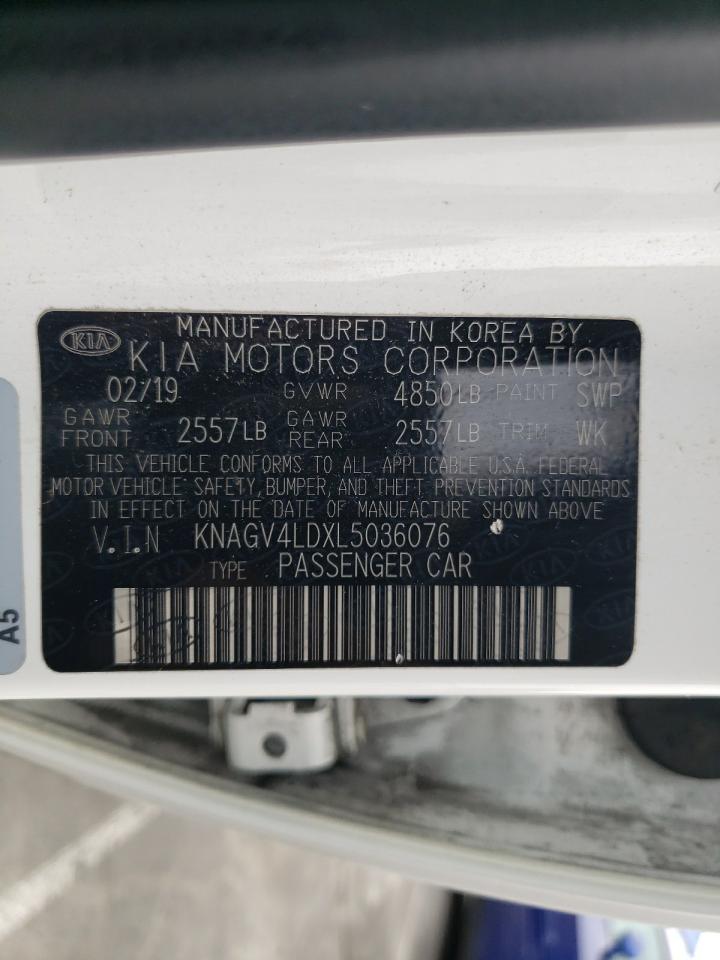 MANUFACTURED IN KOREA BY
KIA KIA MOTORS CORPORATION
02/19 GVWR 4850LB PAINT SWP
GAWR FRONT 2557LB GAWR REAR 2557LB TRIM WK
THIS VEHICLE CONFORMS TO ALL APPLICABLE U.S.A. FEDERAL
MOTOR VEHICLE SAFETY, BUMPER, AND THEFT PREVENTION STANDARDS
IN EFFECT ON THE DATE OF MANUFACTURE SHOWN ABOVE
V.I.N KNAGV4LDXL5036076
TYPE PASSENGER CAR
A5